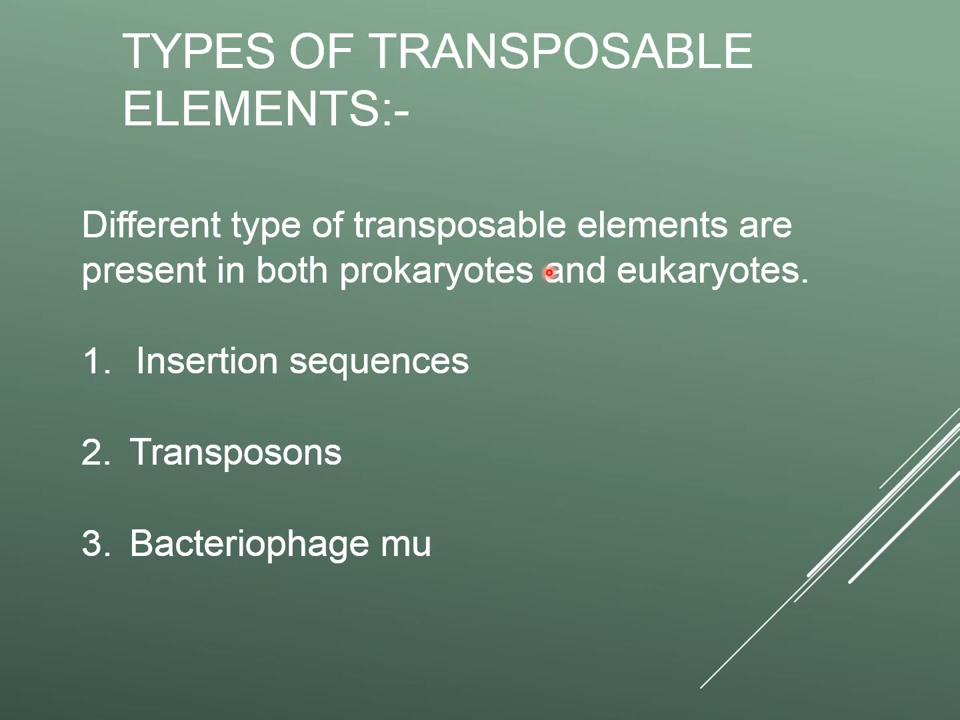 TYPES OF TRANSPOSABLE
ELEMENTS:-
Different type of transposable elements are
present in both prokaryotes and eukaryotes.
1. Insertion sequences
2. Transposons
3. Bacteriophage mu